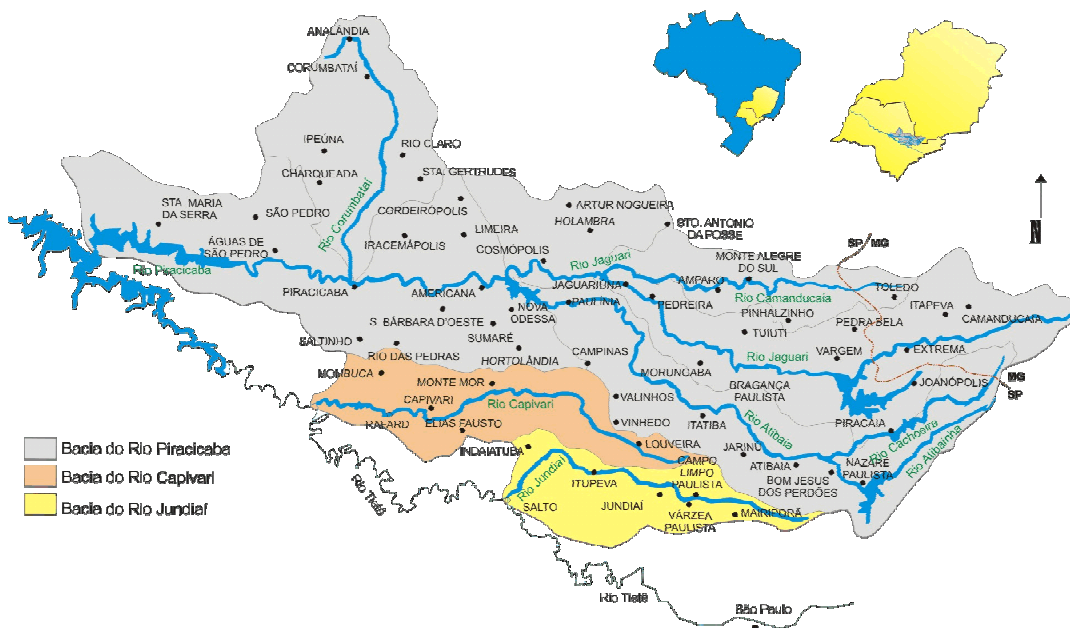 ANALÂNDIA
CORUMBATAÍ
IPEÚNA
RIO CLARO
CHARQUEADA
STA. GERTRUDES
STA. MARIA
DA SERRA
SÃO PEDRO
Rio Corumbataí
CORDEIRÓPOLIS
ARTUR NOGUEIRA
HOLAMBRA
STO. ANTONIO
DA POSSE
N
ÁGUAS DE
SÃO PEDRO
IRACEMÁPOLIS
LIMEIRA
COSMÓPOLIS
SP
MG
Rio Piracicaba
Rio Jaguari
MONTE ALEGRE
DO SUL
PIRACICABA
AMERICANA
JAGUARIUNA
PAULÍNIA
PEDREIRA
AMPARO
Rio Camanducaia
TOLEDO
ITAPEVA
CAMANDUCAIA
NOVA
ODESSA
S. BÁRBARA D'OESTE
SUMARÉ
PINHALZINHO
TUIUTI
PEDRA BELA
SALTINHO
RIO DAS PEDRAS
HORTOLÂNDIA
CAMPINAS
MORUNGABA
Rio Jaguari
VARGEM
EXTREMA
MOMBUCA
MONTE MOR
BRAGANÇA
PAULISTA
JOANÓPOLIS
MG
SP
CAPIVARI
Rio Capivari
VALINHOS
RAFARD
ELIAS FAUSTO
VINHEDO
ITATIBA
Rio Atibaia
PIRACAIA
Rio Cachoeira
Rio Atibainha
Bacia do Rio Piracicaba
INDAIATUBA
LOUVEIRA
JARINU
ATIBAIA
NAZARÉ
PAULISTA
Bacia do Rio Capivari
Rio Tietê
Rio Jundiaí
ITUPEVA
CAMPO
LIMPO
PAULISTA
BOM JESUS
DOS PERDÕES
Bacia do Rio Jundiaí
SALTO
JUNDIAÍ
VÁRZEA
PAULISTA
MAIRIPORÃ
Rio Tietê
São Paulo